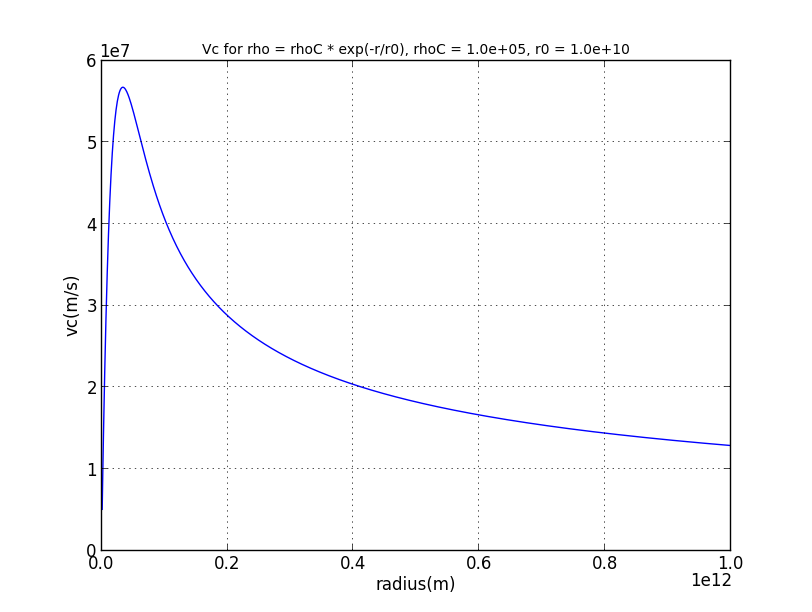 1e7
Vc for rho = rhoC * exp(-r/r0), rhoC = 1.0e+05, r0 = 1.0e+10
6
5
4
3
2
1
0
vc(m/s)
0.0 0.2 0.4 0.6 0.8 1.0
1e12
radius(m)